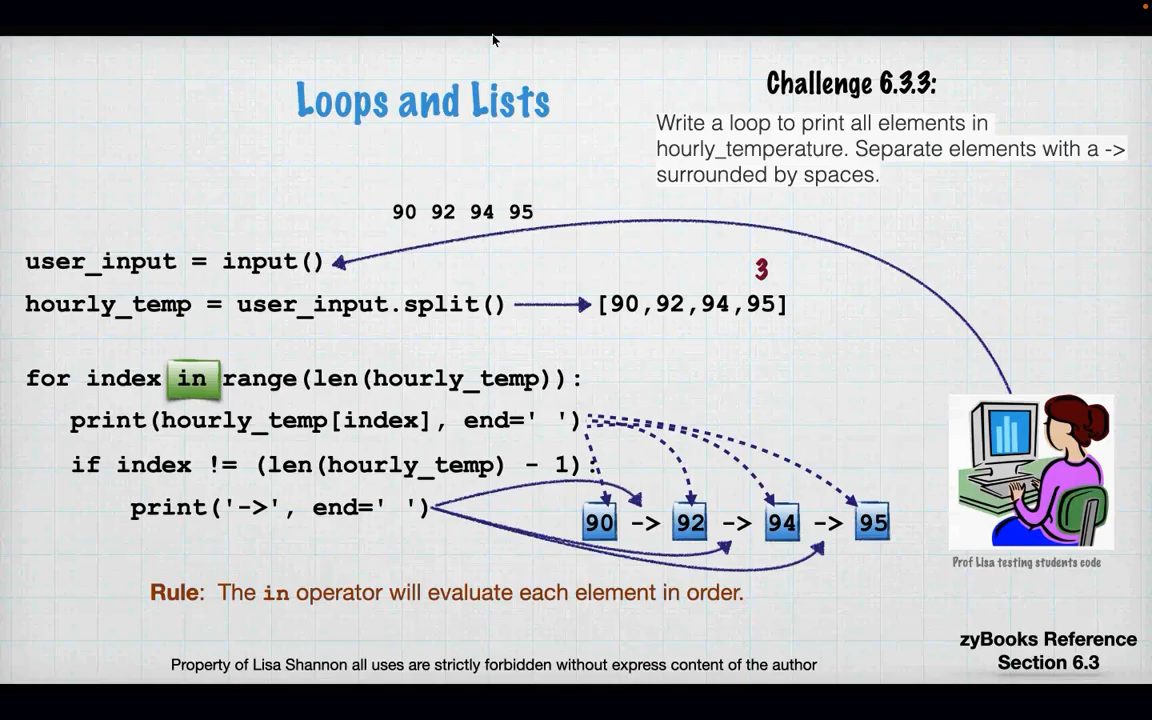 Loops and Lists
Challenge 6.3.3:
Write a loop to print all elements in
hourly_temperature. Separate elements with a ->
surrounded by spaces.
90 92 94 95
user_input = input()
3
hourly_temp = user_input.split() [90,92,94,95]
for index in range(len(hourly_temp)):
print(hourly_temp[index], end=' ')
if index != (len(hourly_temp) - 1):
print('->', end=' ')
90 -> 92 -> 94 -> 95
Prof Lisa testing students code
Rule: The in operator will evaluate each element in order.
zyBooks Reference
Section 6.3
Property of Lisa Shannon all uses are strictly forbidden without express content of the author